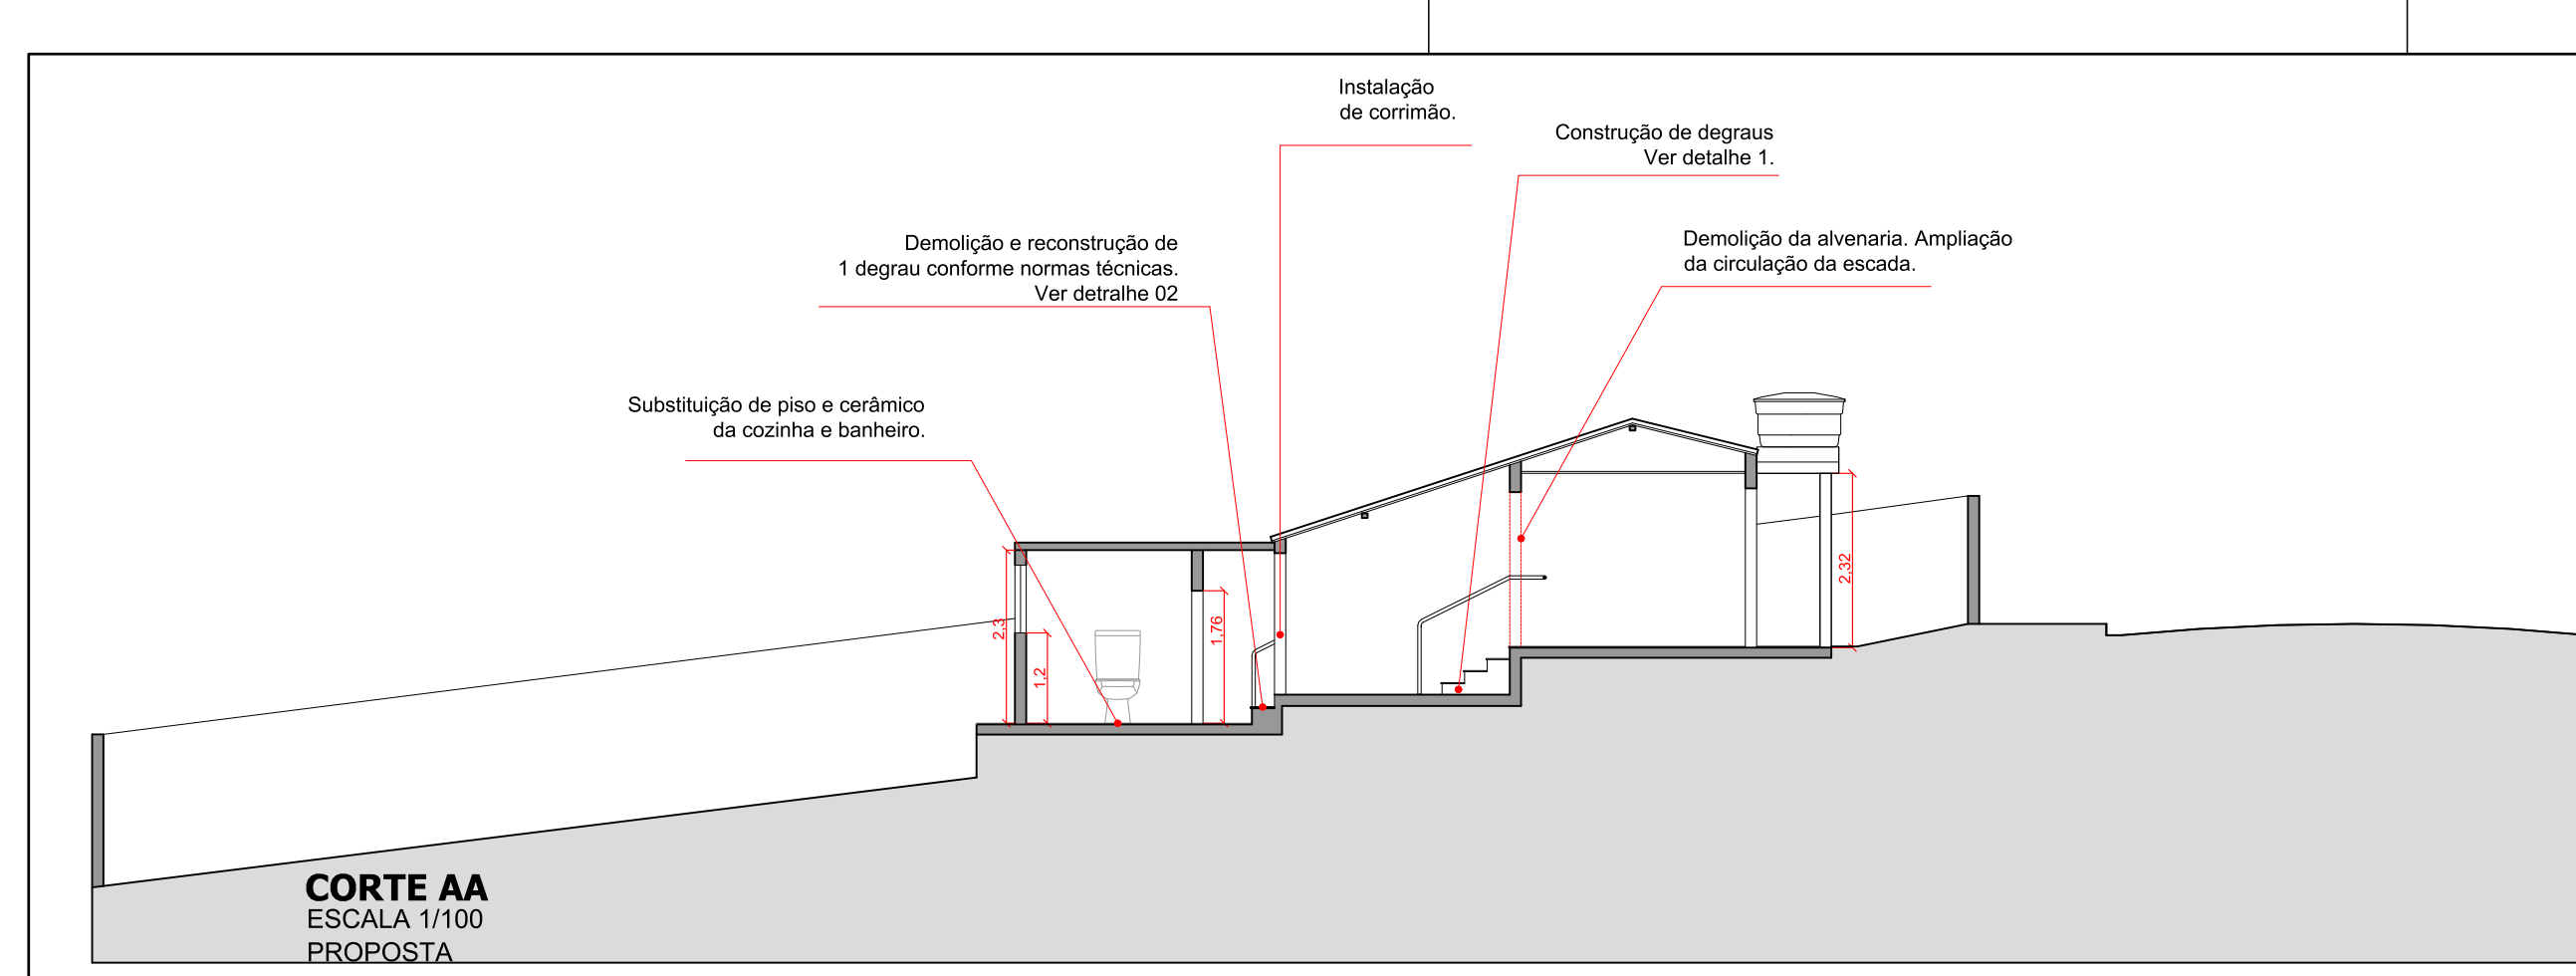 Instalação
de corrimão.
Construção de degraus
Ver detalhe 1.
Demolição e reconstrução de
1 degrau conforme normas técnicas.
Ver detralhe 02
Demolição da alvenaria. Ampliação
da circulação da escada.
Substituição de piso e cerâmico
da cozinha e banheiro.
2,3
1,2
1,76
2,32
CORTE AA
ESCALA 1/100
PROPOSTA